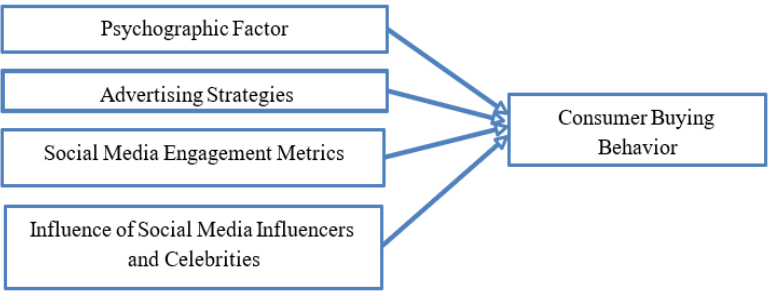 Psychographic Factor
Advertising Strategies
Social Media Engagement Metrics
Influence of Social Media Influencers
and Celebrities
Consumer Buying
Behavior